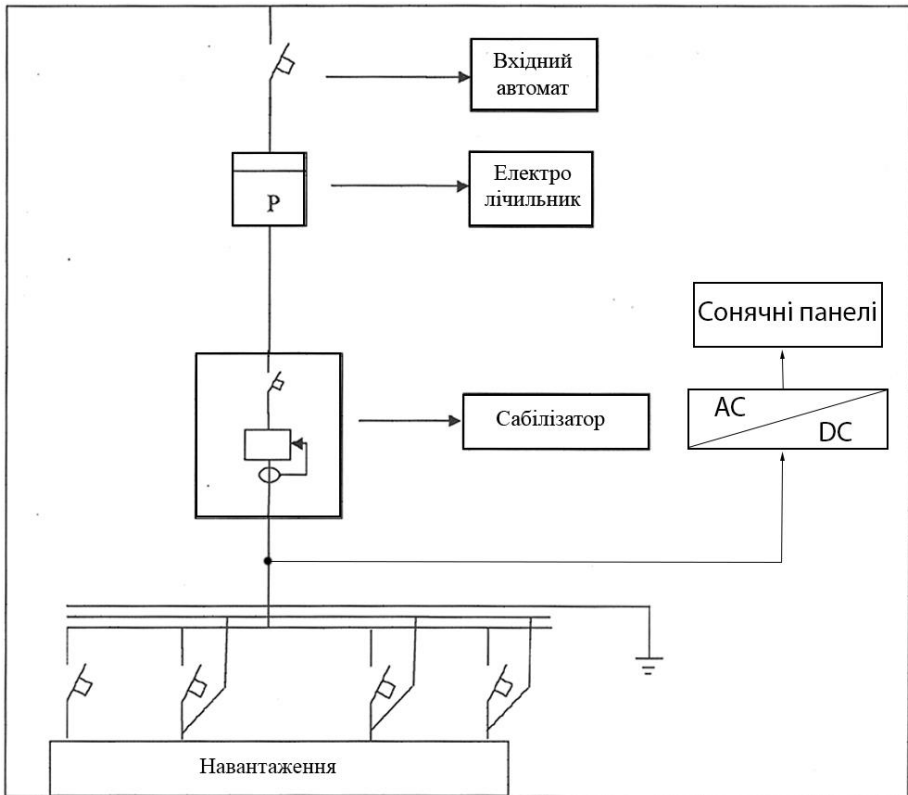 Вхідний
автомат
Електро
лічильник
P
Сонячні панелі
AC
DC
Сабілізатор
Навантаження